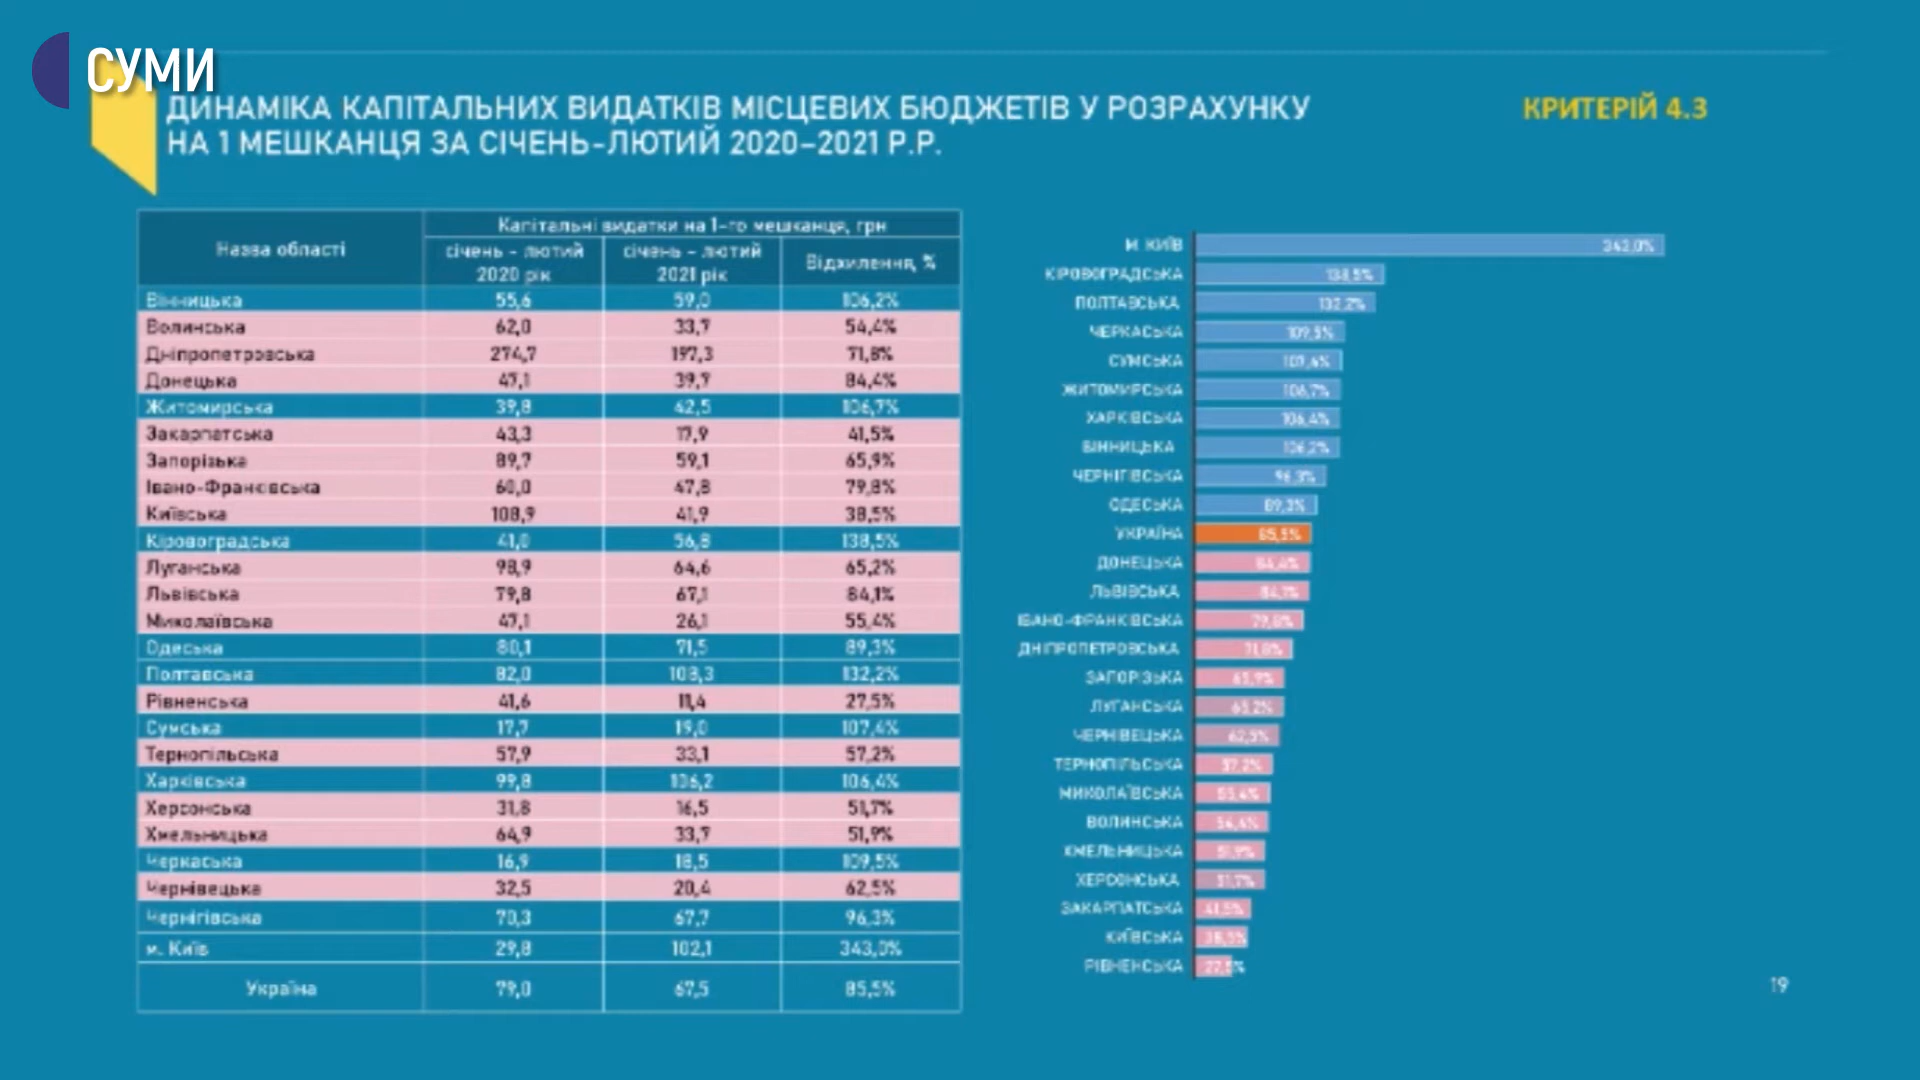 СУМИ
ДИНАМІКА КАПІТАЛЬНИХ ВИДАТКІВ МІСЦЕВИХ БЮДЖЕТІВ У РОЗРАХУНКУ
НА 1 МЕШКАНЦЯ ЗА СІЧЕНЬ-ЛЮТИЙ 2020–2021 Р.Р.
КРИТЕРІЙ 4.3
Назва області
Капітальні видатки на 1-го мешканця, грн
січень - лютий 2020 рік
січень - лютий 2021 рік
Відхилення, %
Вінницька 55,6 59,0 106,2%
Волинська 62,0 33,7 54,4%
Дніпропетровська 274,7 197,3 71,8%
Донецька 47,1 39,7 84,4%
Житомирська 39,8 42,5 106,7%
Закарпатська 43,3 17,9 41,5%
Запорізька 89,7 59,1 65,9%
Івано-Франківська 60,0 47,8 79,8%
Київська 108,9 41,9 38,5%
Кіровоградська 41,0 56,8 138,5%
Луганська 98,9 64,6 65,2%
Львівська 79,8 67,1 84,1%
Миколаївська 47,1 26,1 55,4%
Одеська 80,1 71,5 89,3%
Полтавська 82,0 108,3 132,2%
Рівненська 41,6 11,4 27,5%
Сумська 17,7 19,0 107,4%
Тернопільська 57,9 33,1 57,2%
Харківська 99,8 106,2 106,4%
Херсонська 31,8 16,5 51,7%
Хмельницька 64,9 33,7 51,9%
Черкаська 16,9 18,5 109,5%
Чернівецька 32,5 20,4 62,5%
Чернігівська 70,3 67,7 96,3%
м. Київ 29,8 102,1 343,0%
Україна 79,0 67,5 85,5%
М. КИЇВ 343,0%
КІРОВОГРАДСЬКА 138,5%
ПОЛТАВСЬКА 132,2%
ЧЕРКАСЬКА 109,5%
СУМСЬКА 107,4%
ЖИТОМИРСЬКА 106,7%
ХАРКІВСЬКА 106,4%
ВІННИЦЬКА 106,2%
ЧЕРНІГІВСЬКА 96,3%
ОДЕСЬКА 89,3%
УКРАЇНА 85,5%
ДОНЕЦЬКА 84,4%
ЛЬВІВСЬКА 84,1%
ІВАНО-ФРАНКІВСЬКА 79,8%
ДНІПРОПЕТРОВСЬКА 71,8%
ЗАПОРІЗЬКА 65,9%
ЛУГАНСЬКА 65,2%
ЧЕРНІВЕЦЬКА 62,5%
ТЕРНОПІЛЬСЬКА 57,2%
МИКОЛАЇВСЬКА 55,4%
ВОЛИНСЬКА 54,4%
ХМЕЛЬНИЦЬКА 51,9%
ХЕРСОНСЬКА 51,7%
ЗАКАРПАТСЬКА 41,5%
КИЇВСЬКА 38,5%
РІВНЕНСЬКА 27,5%
19